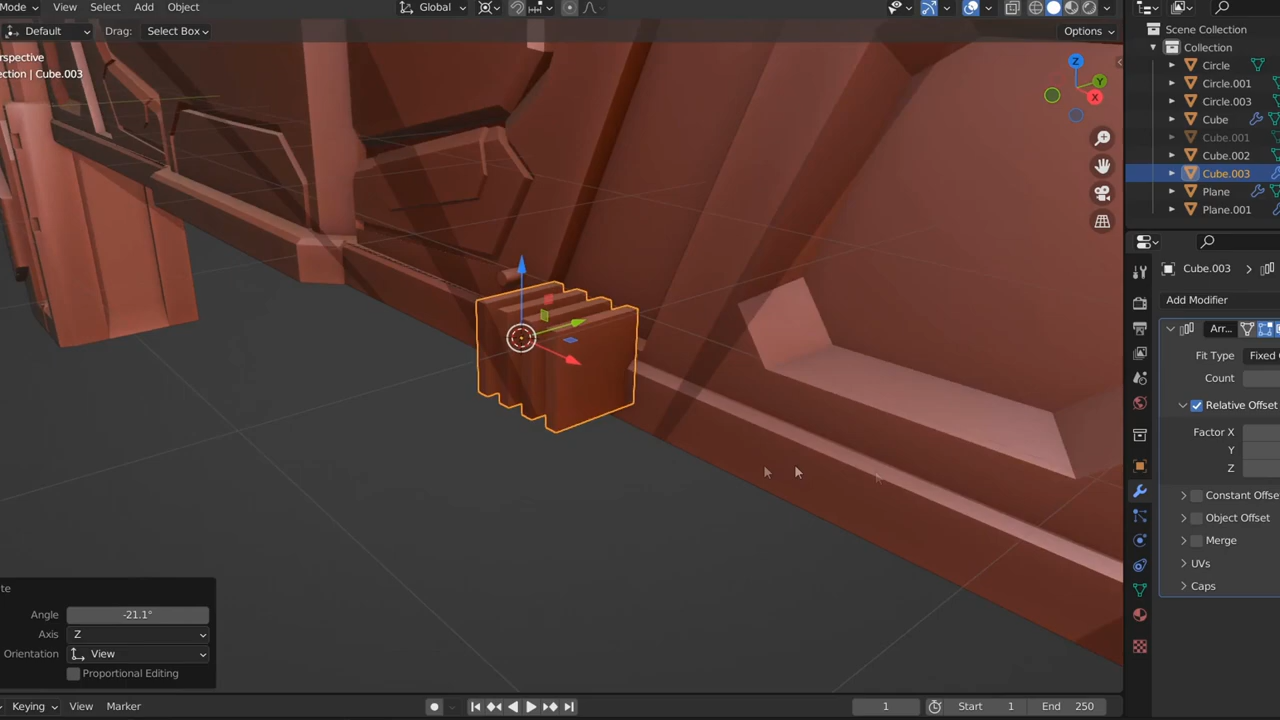 Mode View Select Add Object Global
Default Drag: Select Box Options
erspective
ection | Cube.003
Z
Y
X
Scene Collection
Collection
Circle
Circle.001
Circle.003
Cube
Cube.001
Cube.002
Cube.003
Plane
Plane.001
Cube.003
Add Modifier
Arr...
Fit Type Fixed
Count
Relative Offset
Factor X
Y
Z
Constant Offse
Object Offset
Merge
UVs
Caps
te
Angle -21.1°
Axis Z
Orientation View
Proportional Editing
Keying View Marker 1 Start 1 End 250